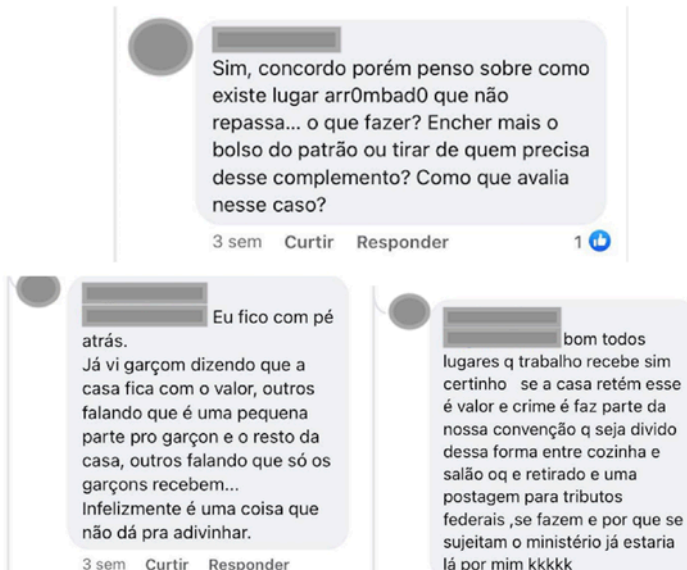 Sim, concordo porém penso sobre como
existe lugar arr0mbad0 que não
repassa... o que fazer? Encher mais o
bolso do patrão ou tirar de quem precisa
desse complemento? Como que avalia
nesse caso?
3 sem Curtir Responder 1
Eu fico com pé
atrás.
Já vi garçom dizendo que a
casa fica com o valor, outros
falando que é uma pequena
parte pro garçon e o resto da
casa, outros falando que só os
garçons recebem...
Infelizmente é uma coisa que
não dá pra adivinhar.
3 sem Curtir Responder
bom todos
lugares q trabalho recebe sim
certinho se a casa retém esse
é valor e crime é faz parte da
nossa convenção q seja divido
dessa forma entre cozinha e
salão oq e retirado e uma
postagem para tributos
federais ,se fazem e por que se
sujeitam o ministério já estaria
lá por mim kkkkk